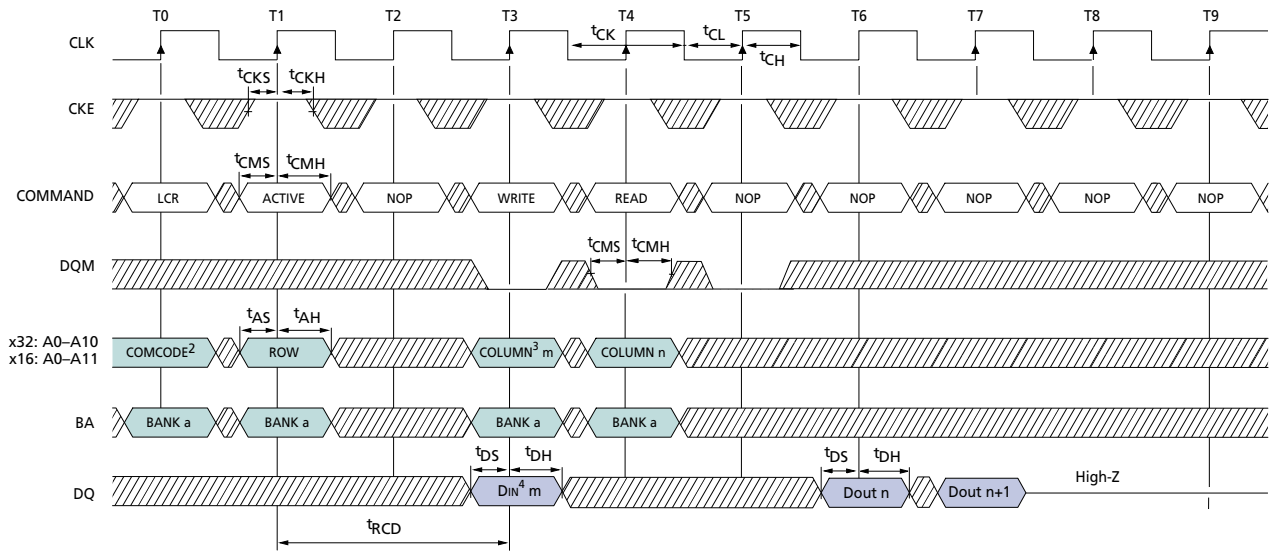 T0 T1 T2 T3 T4 T5 T6 T7 T8 T9
CLK
tCK tCL
tCH
tCKS tCKH
CKE
tCMS tCMH
COMMAND LCR ACTIVE NOP WRITE READ NOP NOP NOP NOP NOP
tCMS tCMH
DQM
tAS tAH
x32: A0–A10
x16: A0–A11
COMCODE2 ROW COLUMN3 m COLUMN n
BA BANK a BANK a BANK a BANK a
tDS tDH tDS tDH
DQ DIN4 m Dout n Dout n+1 High-Z
tRCD